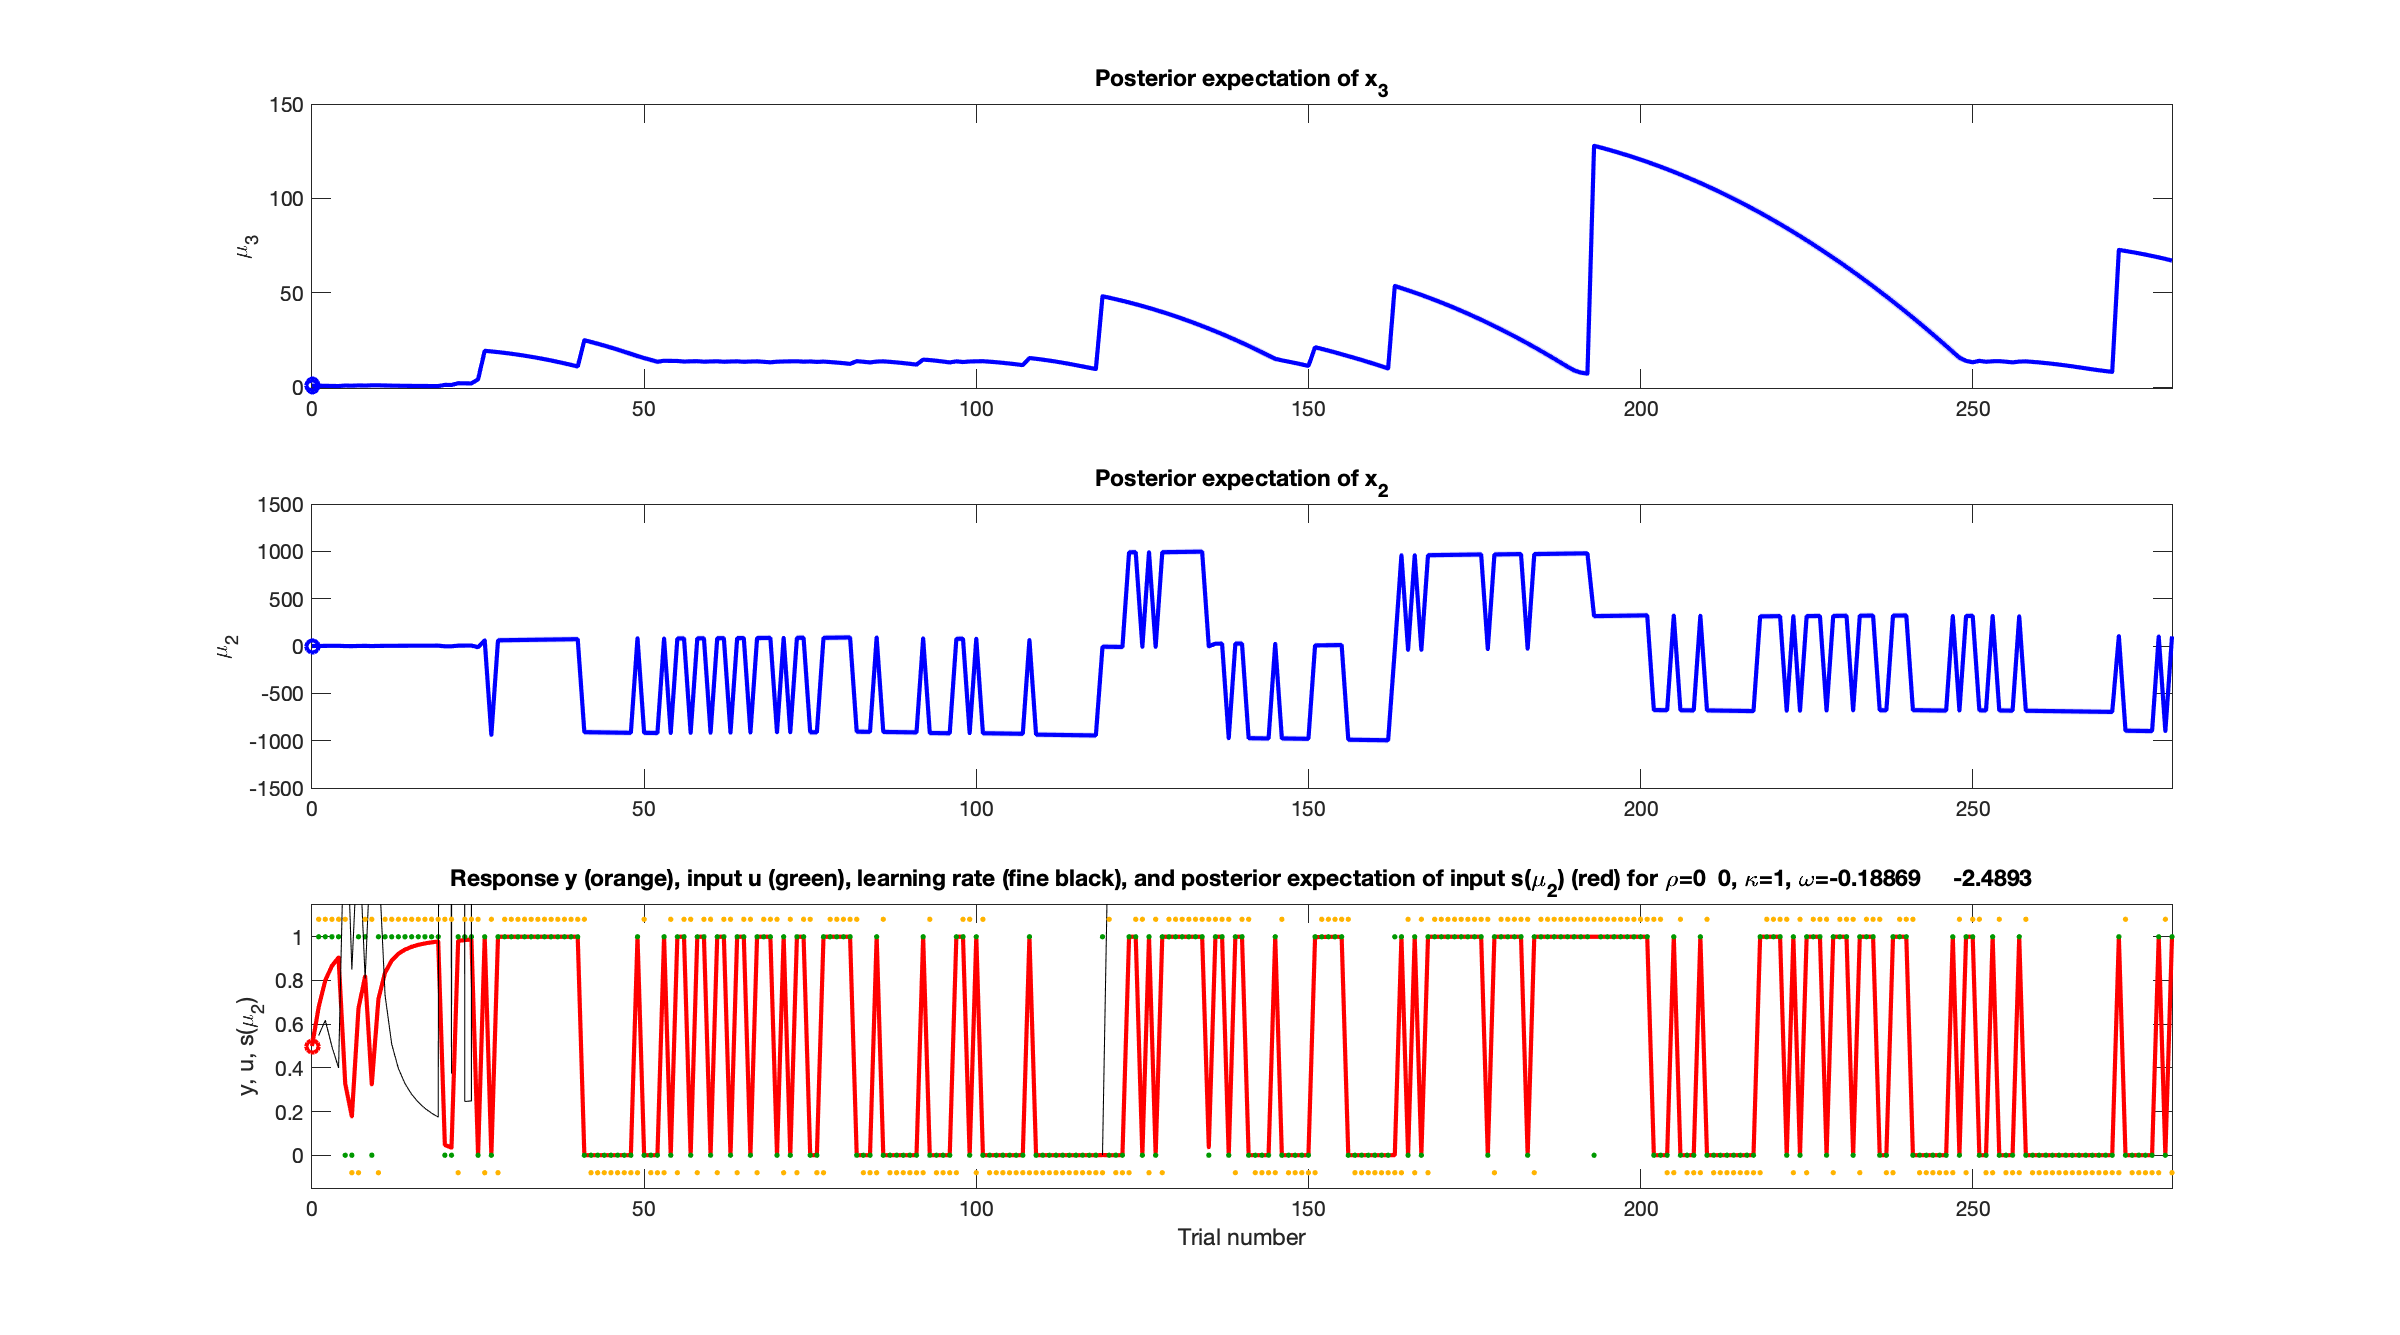 Posterior expectation of x3
150
100
50
0
μ3
0 50 100 150 200 250
Posterior expectation of x2
1500
1000
500
0
-500
-1000
-1500
μ2
0 50 100 150 200 250
Response y (orange), input u (green), learning rate (fine black), and posterior expectation of input s(μ2) (red) for ρ=0 0, κ=1, ω=-0.18869 -2.4893
1
0.8
0.6
0.4
0.2
0
y, u, s(μ2)
0 50 100 150 200 250
Trial number